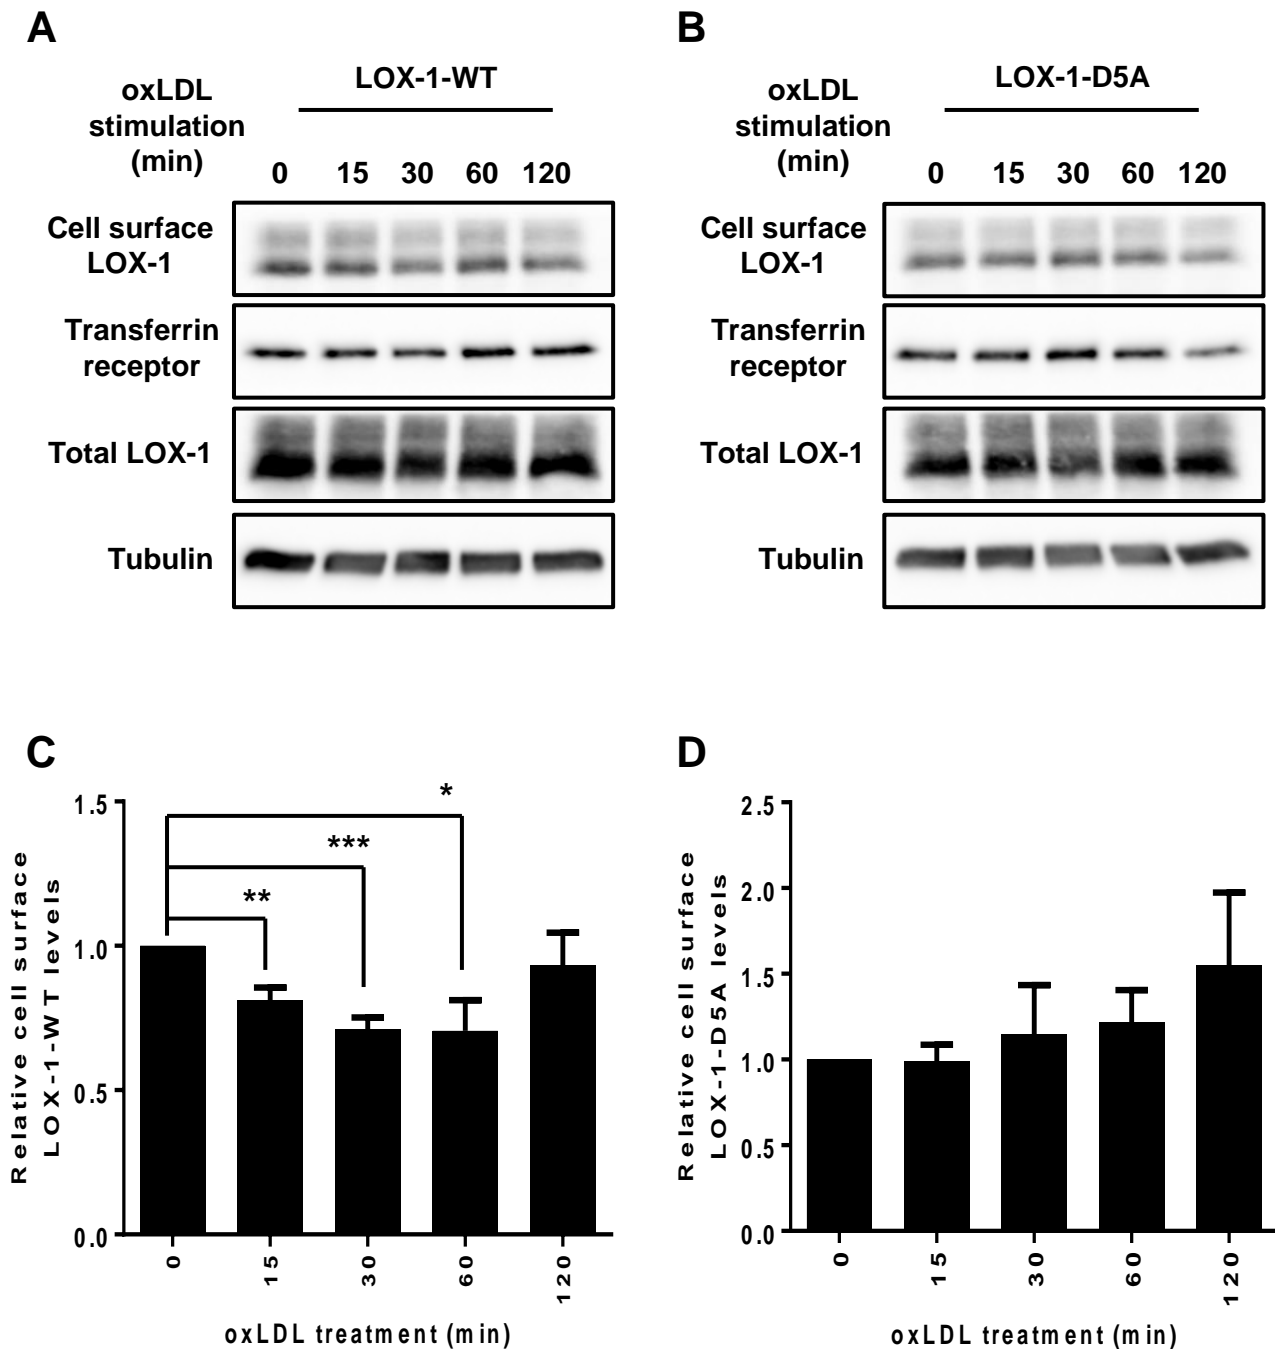 A
LOX-1-WT
oxLDL
stimulation
(min)
0 15 30 60 120
Cell surface
LOX-1
Transferrin
receptor
Total LOX-1
Tubulin
B
LOX-1-D5A
oxLDL
stimulation
(min)
0 15 30 60 120
Cell surface
LOX-1
Transferrin
receptor
Total LOX-1
Tubulin
C
Relative cell surface
LOX-1-WT levels
1.5
1.0
0.5
0.0
*
***
**
0 15 30 60 120
oxLDL treatment (min)
D
Relative cell surface
LOX-1-D5A levels
2.5
2.0
1.5
1.0
0.5
0.0
0 15 30 60 120
oxLDL treatment (min)